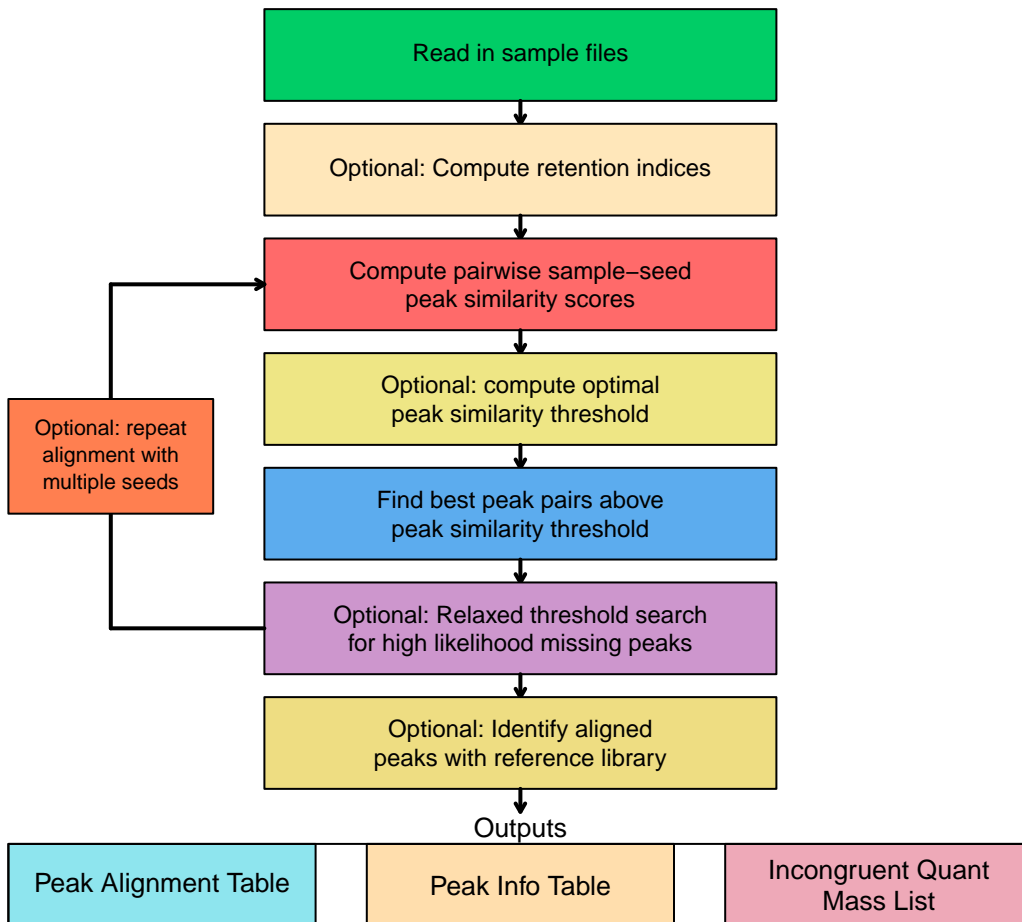 Read in sample files
Optional: Compute retention indices
Compute pairwise sample−seed
peak similarity scores
Optional: compute optimal
peak similarity threshold
Optional: repeat
alignment with
multiple seeds
Find best peak pairs above
peak similarity threshold
Optional: Relaxed threshold search
for high likelihood missing peaks
Optional: Identify aligned
peaks with reference library
Outputs
Peak Alignment Table
Peak Info Table
Incongruent Quant
Mass List